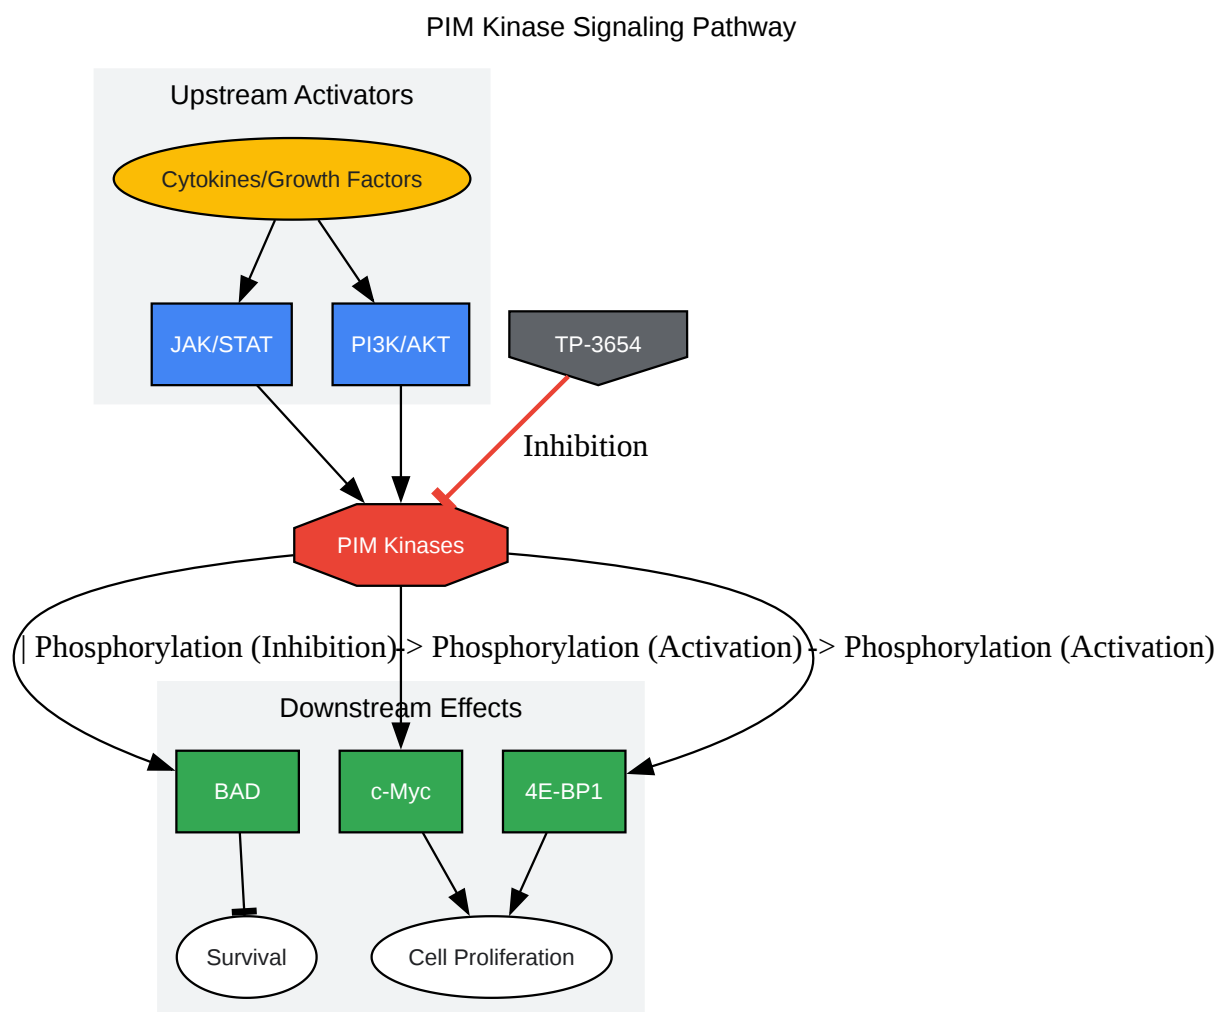 PIM Kinase Signaling Pathway
Upstream Activators
Cytokines/Growth Factors
JAK/STAT
PI3K/AKT
TP-3654
Inhibition
PIM Kinases
| Phosphorylation (Inhibition)
-> Phosphorylation (Activation)
-> Phosphorylation (Activation)
Downstream Effects
BAD
c-Myc
4E-BP1
Survival
Cell Proliferation